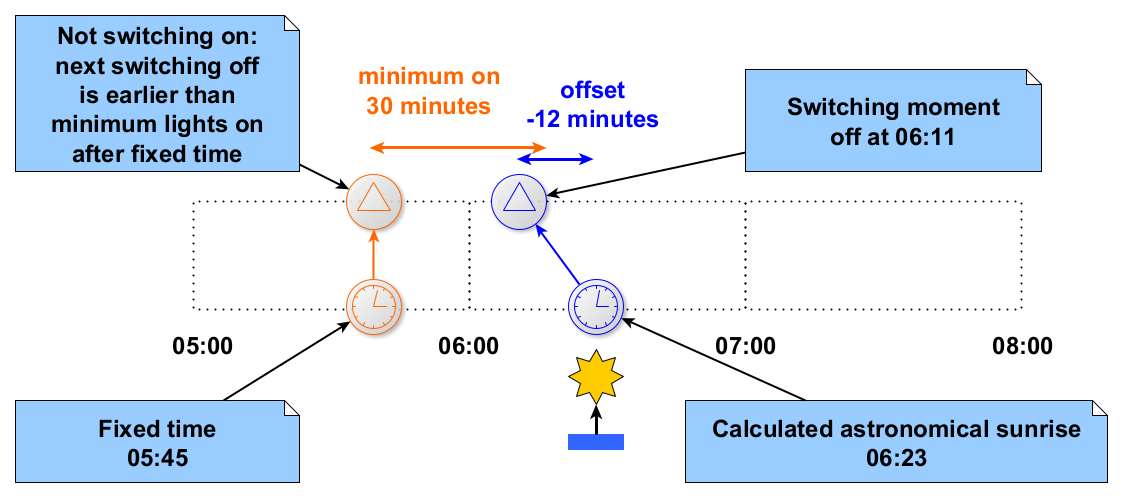 Not switching on:
next switching off
is earlier than
minimum lights on
after fixed time
minimum on
30 minutes
offset
-12 minutes
Switching moment
off at 06:11
05:00
06:00
07:00
08:00
Fixed time
05:45
Calculated astronomical sunrise
06:23